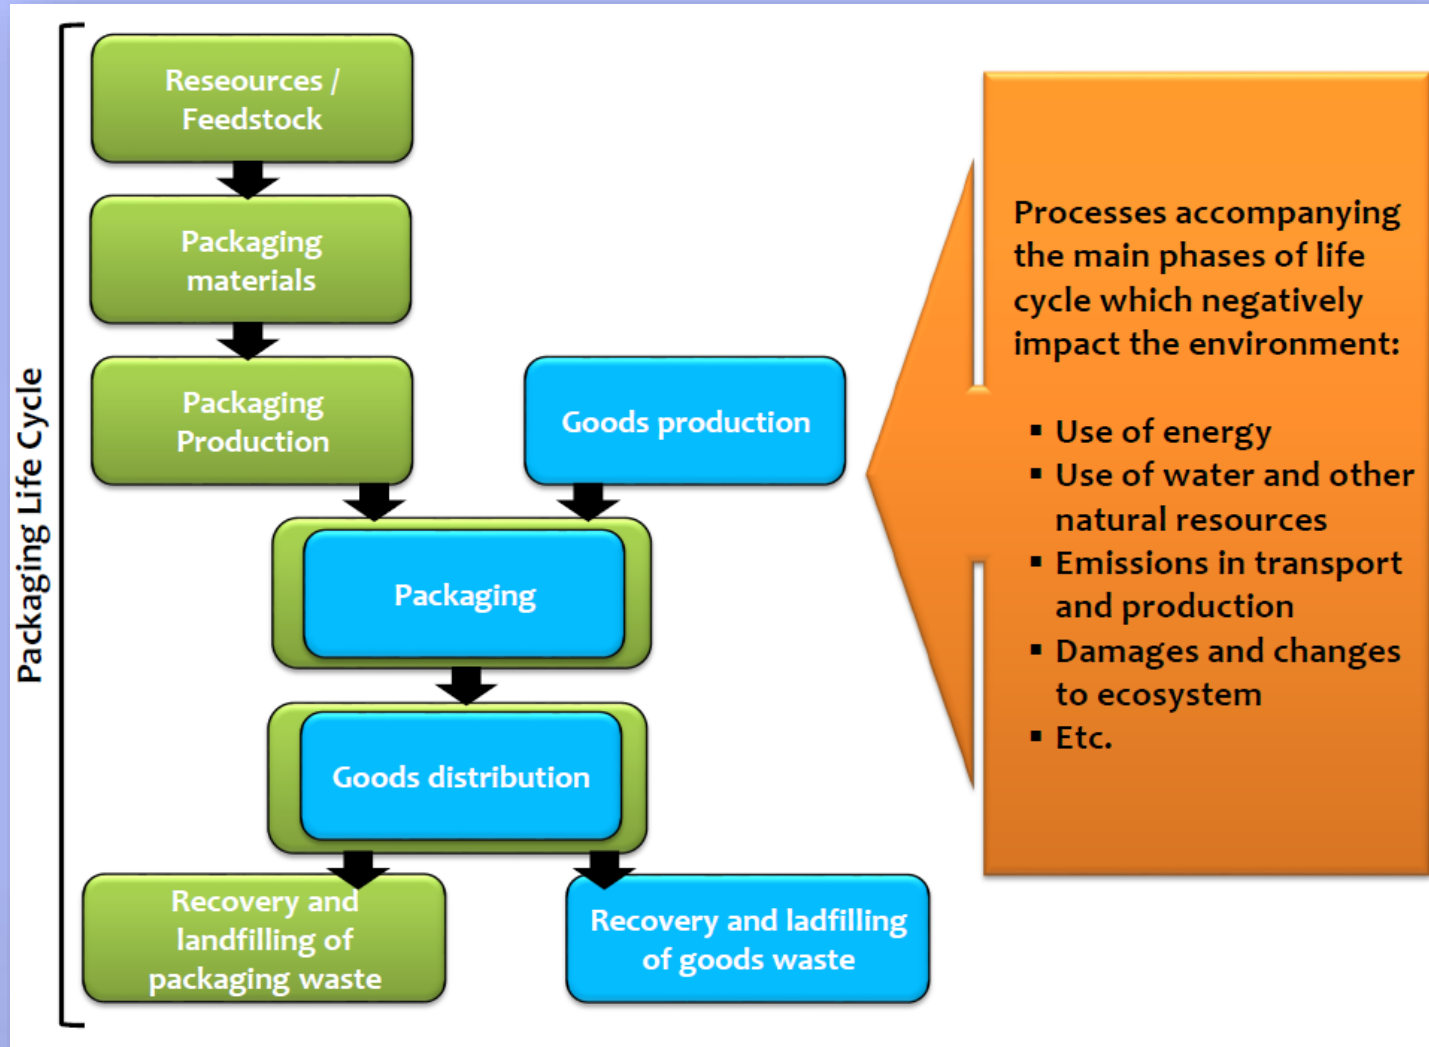 Packaging Life Cycle
Reseources /
Feedstock
Packaging
materials
Packaging
Production
Goods production
Packaging
Goods distribution
Recovery and
landfilling of
packaging waste
Recovery and ladfilling
of goods waste
Processes accompanying
the main phases of life
cycle which negatively
impact the environment:
▪ Use of energy
▪ Use of water and other
natural resources
▪ Emissions in transport
and production
▪ Damages and changes
to ecosystem
▪ Etc.